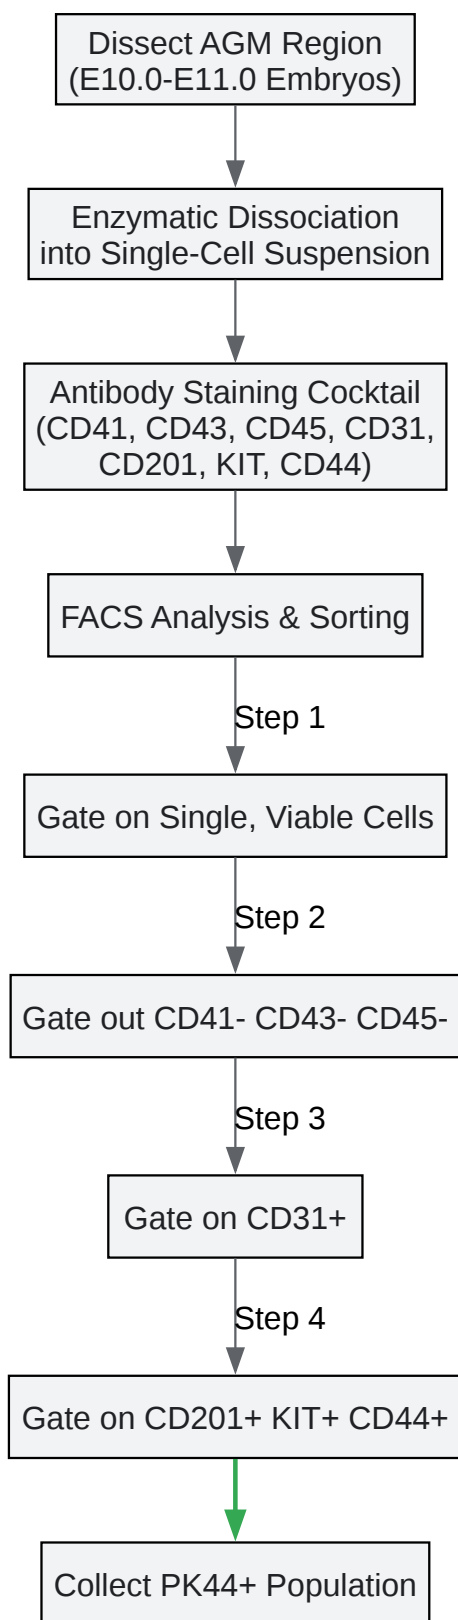 Dissect AGM Region
(E10.0-E11.0 Embryos)
Enzymatic Dissociation
into Single-Cell Suspension
Antibody Staining Cocktail
(CD41, CD43, CD45, CD31,
CD201, KIT, CD44)
FACS Analysis & Sorting
Step 1
Gate on Single, Viable Cells
Step 2
Gate out CD41- CD43- CD45-
Step 3
Gate on CD31+
Step 4
Gate on CD201+ KIT+ CD44+
Collect PK44+ Population